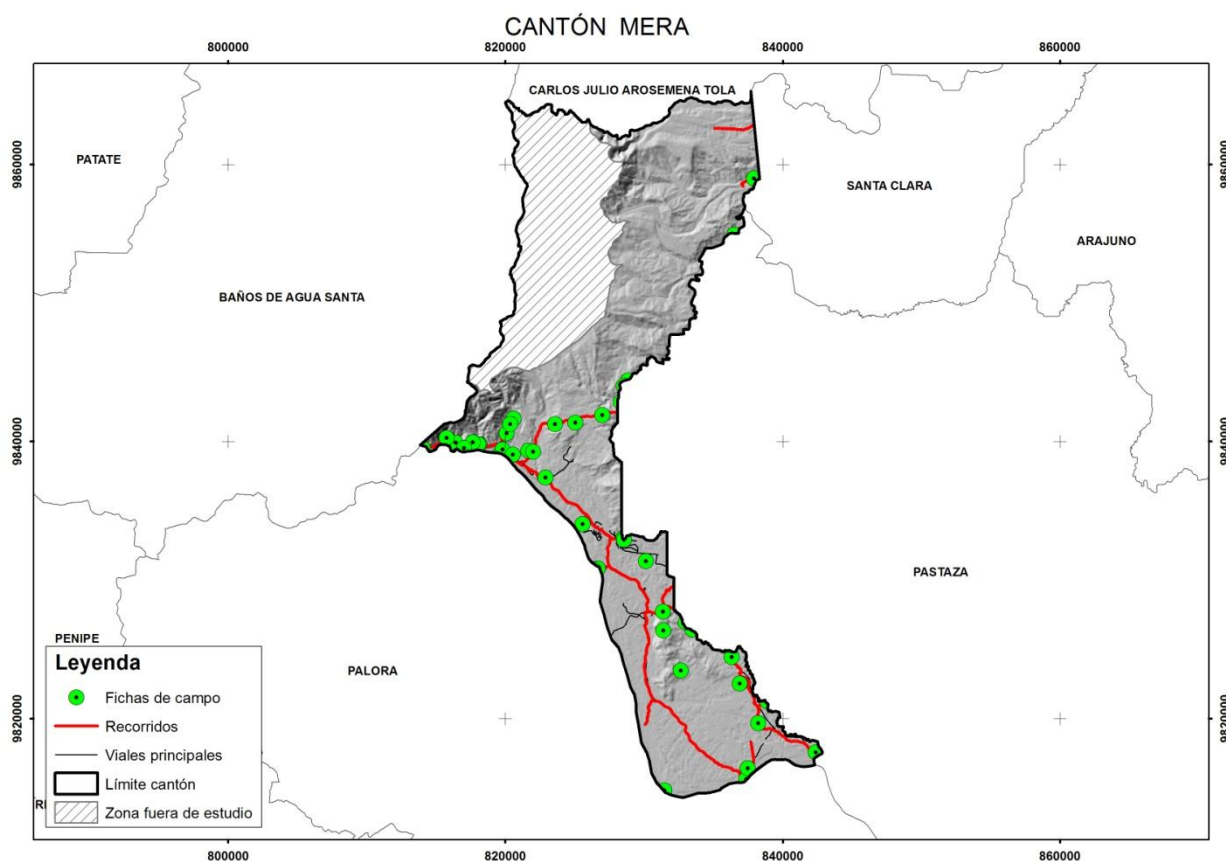 CANTÓN MERA
800000
820000
840000
860000
CARLOS JULIO AROSEMENA TOLA
9860000
PATATE
SANTA CLARA
9860000
ARAJUNO
BAÑOS DE AGUA SANTA
9840000
9840000
PASTAZA
PENIPE
PALORA
Leyenda
Fichas de campo
Recorridos
Viales principales
Límite cantón
Zona fuera de estudio
9820000
9820000
800000
820000
840000
860000